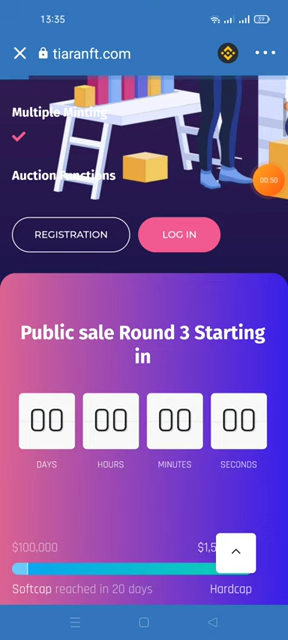 13:35
59
tiaranft.com
Multiple Minting
Auction Functions
00:50
REGISTRATION
LOG IN
Public sale Round 3 Starting
in
00 00 00 00
DAYS HOURS MINUTES SECONDS
$100,000 $1,5
Softcap reached in 20 days Hardcap